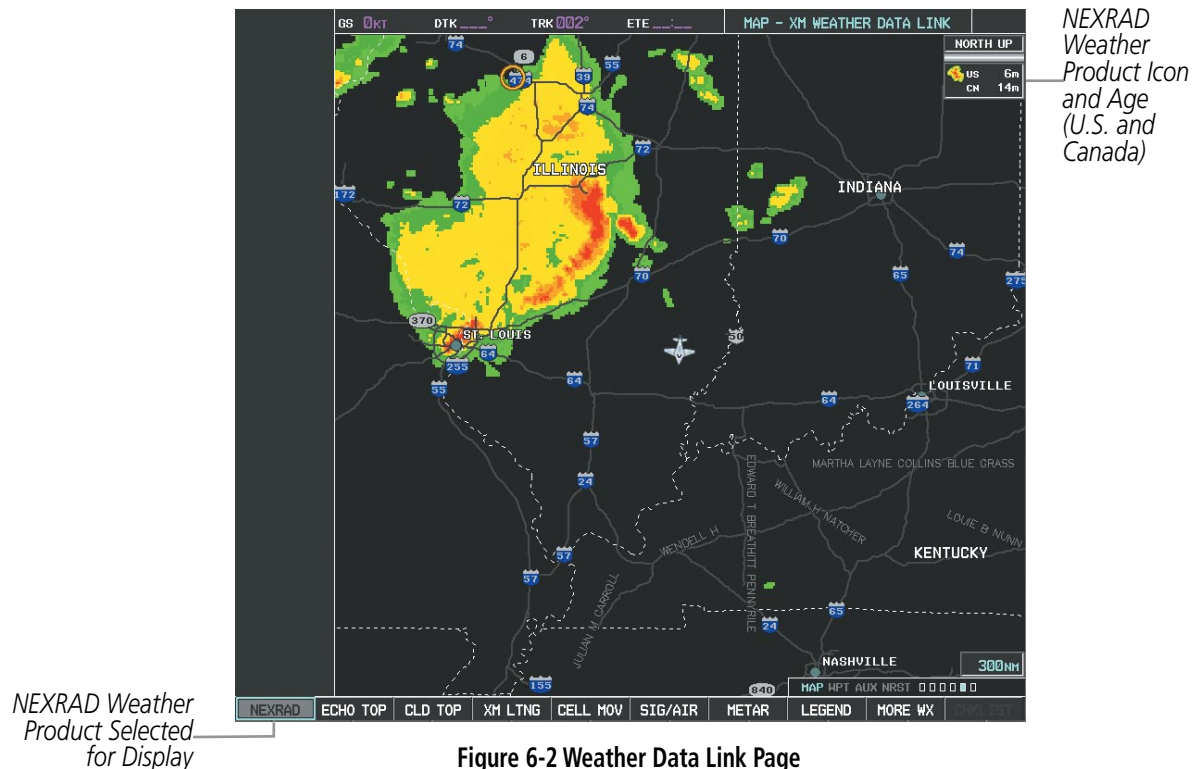 GS 0KT DTK ___° TRK 002° ETE __:__ MAP - XM WEATHER DATA LINK
NORTH UP
US 6m
CN 14m
NEXRAD
Weather
Product Icon
and Age
(U.S. and
Canada)
74
6
474
39
55
74
72
ILLINOIS
172
72
INDIANA
70
74
70
65
275
370
ST. LOUIS
64
255
50
55
64
71
LOUISVILLE
64
264
57
MARTHA LAYNE COLLINS BLUE GRASS
24
EDWARD T BREATHITT PENNYRILE
WILLIAM H NATCHER
LOUIE B NUNN
WENDELL H
KENTUCKY
57
57
JULIAN M CARROLL
65
24
NASHVILLE
300NM
155
840
MAP WPT AUX NRST
NEXRAD ECHO TOP CLD TOP XM LTNG CELL MOV SIG/AIR METAR LEGEND MORE WX CHKLIST
NEXRAD Weather
Product Selected
for Display
Figure 6-2 Weather Data Link Page